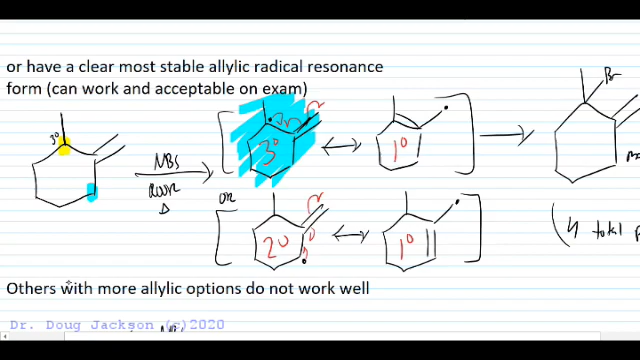 or have a clear most stable allylic radical resonance
form (can work and acceptable on exam)
Br
3°
NBS
ROOR
Δ
3°
1°
Br
or
2°
1°
(4 total p
Others with more allylic options do not work well
Dr. Doug Jackson (c)2020